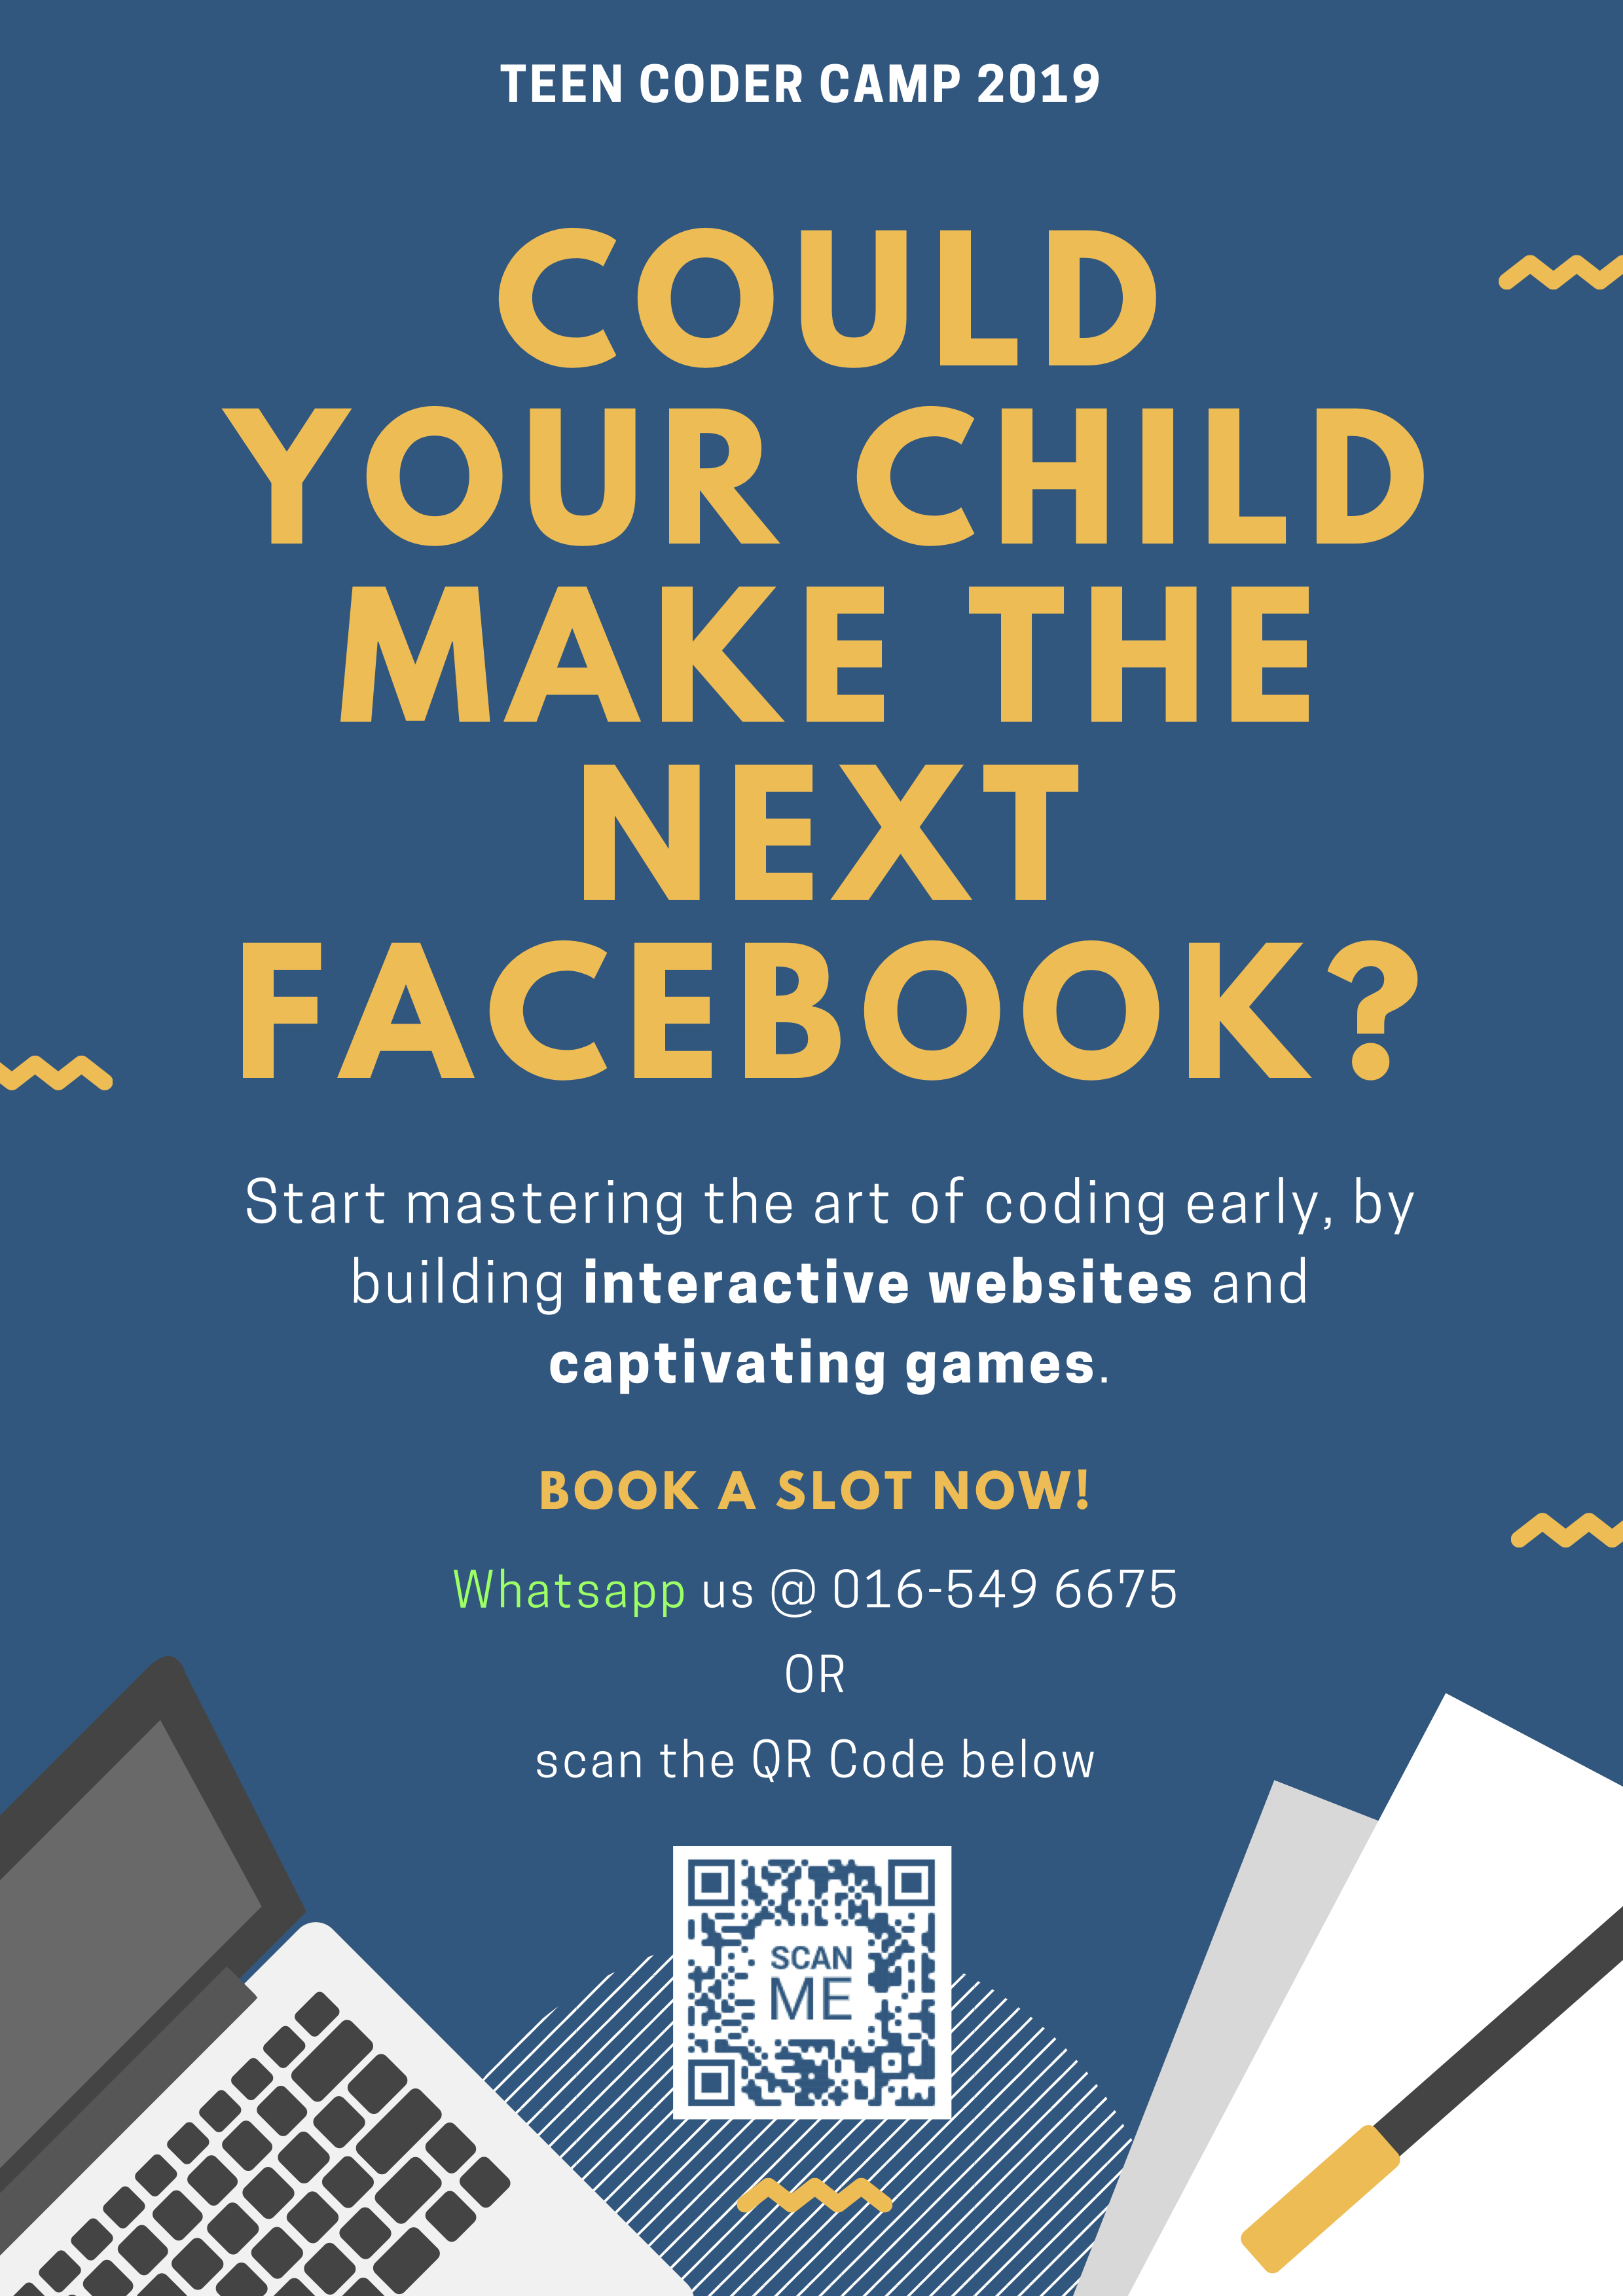 TEEN CODER CAMP 2019
COULD
YOUR CHILD
MAKE THE
NEXT
FACEBOOK?
Start mastering the art of coding early, by
building interactive websites and
captivating games.
BOOK A SLOT NOW!
Whatsapp us @ 016-549 6675
OR
scan the QR Code below
SCAN
ME